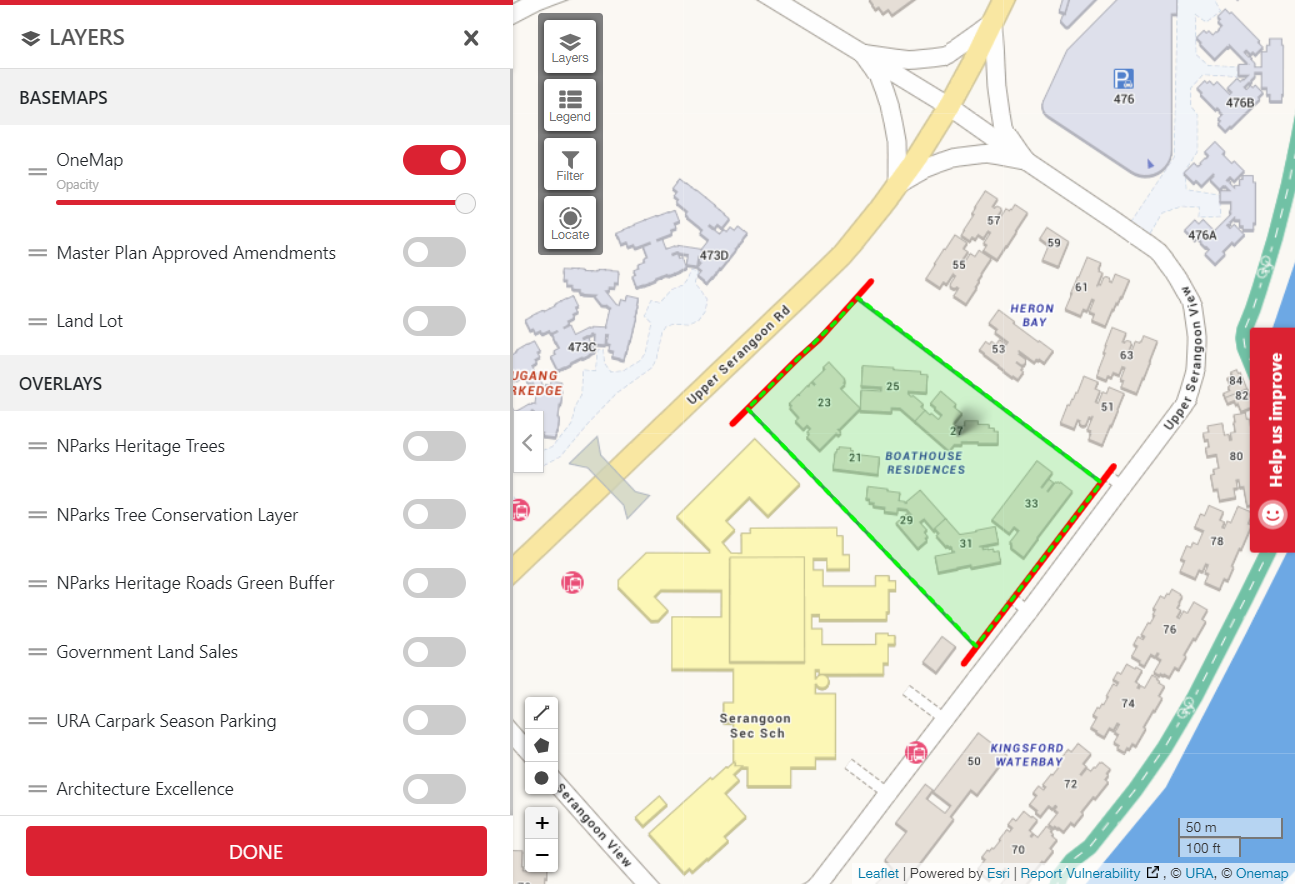 LAYERS
BASEMAPS
OneMap
Opacity
Master Plan Approved Amendments
Land Lot
OVERLAYS
NParks Heritage Trees
NParks Tree Conservation Layer
NParks Heritage Roads Green Buffer
Government Land Sales
URA Carpark Season Parking
Architecture Excellence
DONE
Layers
Legend
Filter
Locate
P
476
476B
476A
473D
473C
UGANG
RKEDGE
Upper Serangoon Rd
57
59
55
61
HERON
BAY
53
63
51
Upper Serangoon View
84
82
80
78
76
74
72
70
23
25
27
21
BOATHOUSE
RESIDENCES
29
31
33
Serangoon
Sec Sch
50
KINGSFORD
WATERBAY
Serangoon View
Help us improve
+
−
50 m
100 ft
Leaflet | Powered by Esri | Report Vulnerability , © URA, © Onemap